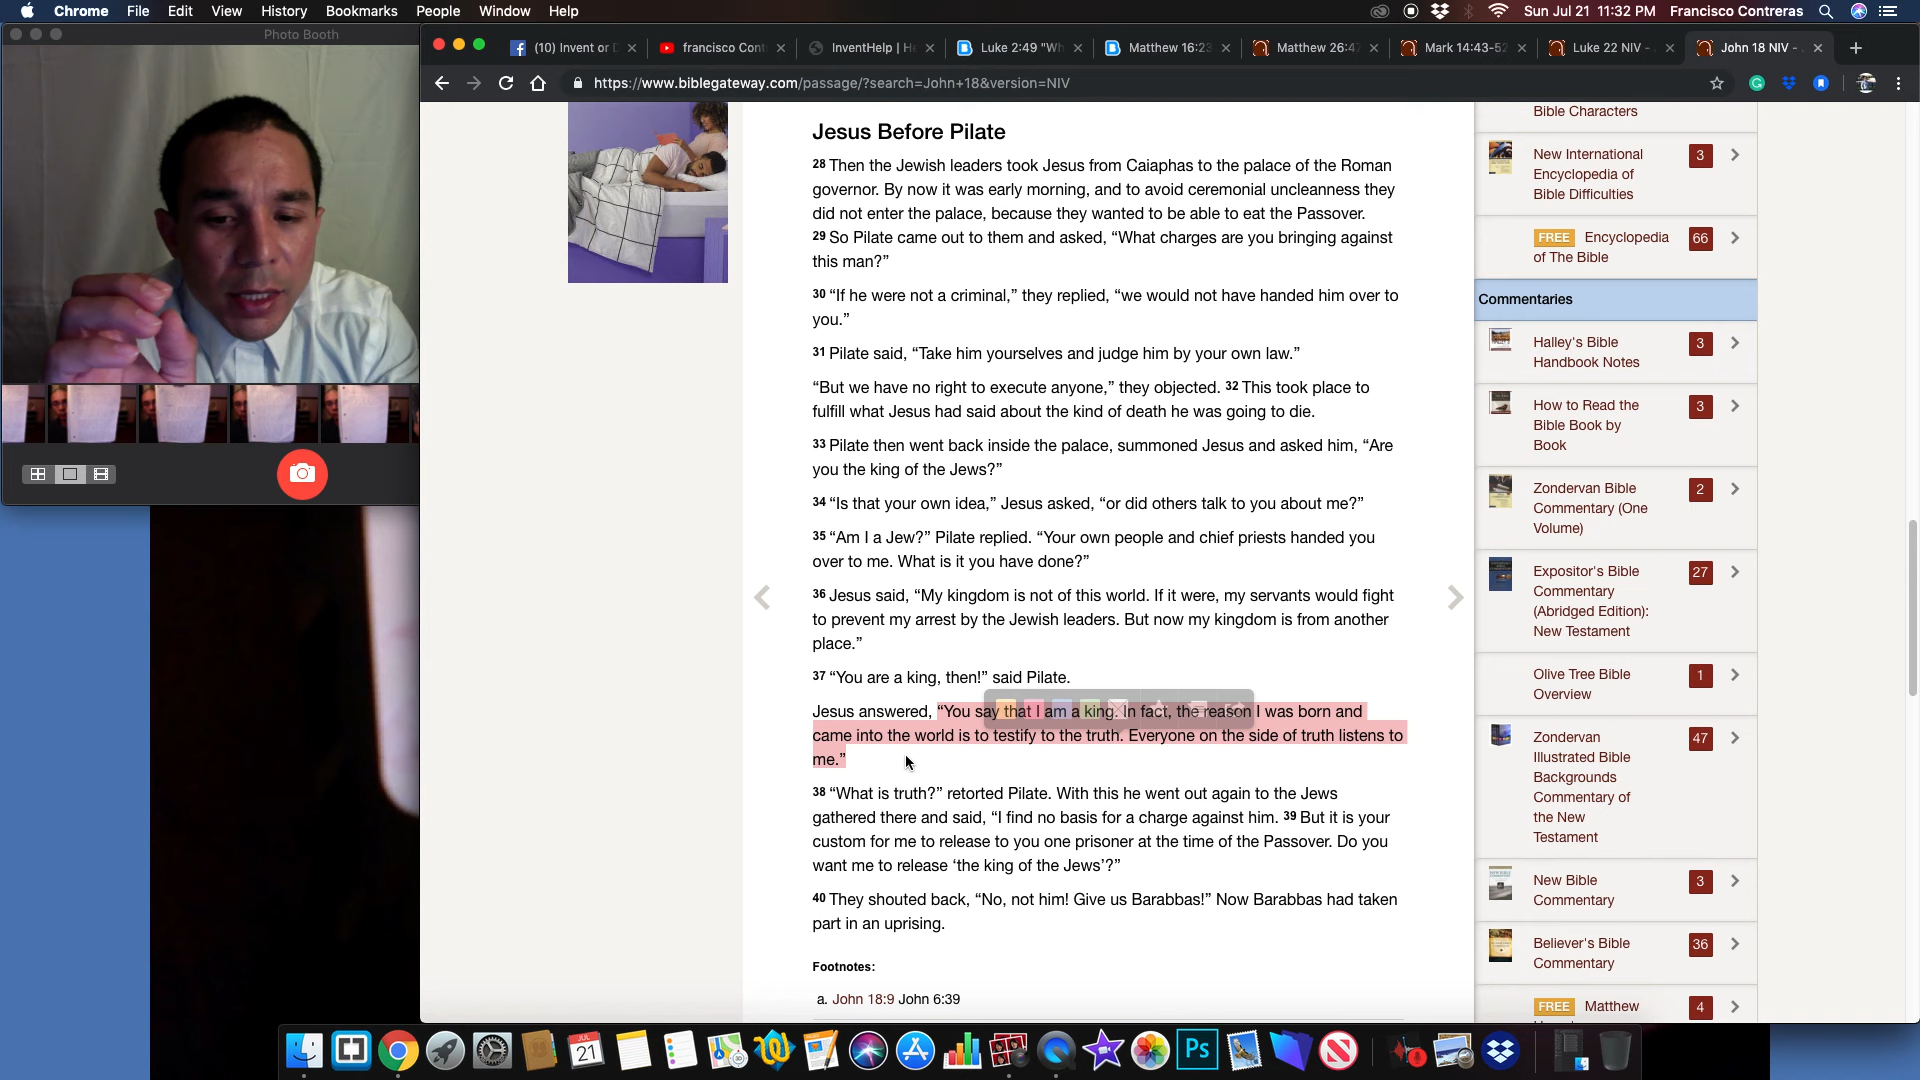 Chrome File Edit View History Bookmarks People Window Help
Sun Jul 21 11:32 PM Francisco Contreras
Photo Booth
(10) Invent or D
francisco Cont
InventHelp | He
Luke 2:49 "Wh
Matthew 16:23
Matthew 26:47
Mark 14:43-52
Luke 22 NIV -
John 18 NIV -
https://www.biblegateway.com/passage/?search=John+18&version=NIV
Jesus Before Pilate
28 Then the Jewish leaders took Jesus from Caiaphas to the palace of the Roman
governor. By now it was early morning, and to avoid ceremonial uncleanness they
did not enter the palace, because they wanted to be able to eat the Passover.
29 So Pilate came out to them and asked, “What charges are you bringing against
this man?”
30 “If he were not a criminal,” they replied, “we would not have handed him over to
you.”
31 Pilate said, “Take him yourselves and judge him by your own law.”
“But we have no right to execute anyone,” they objected. 32 This took place to
fulfill what Jesus had said about the kind of death he was going to die.
33 Pilate then went back inside the palace, summoned Jesus and asked him, “Are
you the king of the Jews?”
34 “Is that your own idea,” Jesus asked, “or did others talk to you about me?”
35 “Am I a Jew?” Pilate replied. “Your own people and chief priests handed you
over to me. What is it you have done?”
36 Jesus said, “My kingdom is not of this world. If it were, my servants would fight
to prevent my arrest by the Jewish leaders. But now my kingdom is from another
place.”
37 “You are a king, then!” said Pilate.
Jesus answered, “You say that I am a king. In fact, the reason I was born and
came into the world is to testify to the truth. Everyone on the side of truth listens to
me.”
38 “What is truth?” retorted Pilate. With this he went out again to the Jews
gathered there and said, “I find no basis for a charge against him. 39 But it is your
custom for me to release to you one prisoner at the time of the Passover. Do you
want me to release ‘the king of the Jews’?”
40 They shouted back, “No, not him! Give us Barabbas!” Now Barabbas had taken
part in an uprising.
Footnotes:
a. John 18:9 John 6:39
Bible Characters
New International
Encyclopedia of
Bible Difficulties
3
FREE Encyclopedia
of The Bible
66
Commentaries
Halley's Bible
Handbook Notes
3
How to Read the
Bible Book by
Book
3
Zondervan Bible
Commentary (One
Volume)
2
Expositor's Bible
Commentary
(Abridged Edition):
New Testament
27
Olive Tree Bible
Overview
1
Zondervan
Illustrated Bible
Backgrounds
Commentary of
the New
Testament
47
New Bible
Commentary
3
Believer's Bible
Commentary
36
FREE Matthew
4
JUL
21
Ps